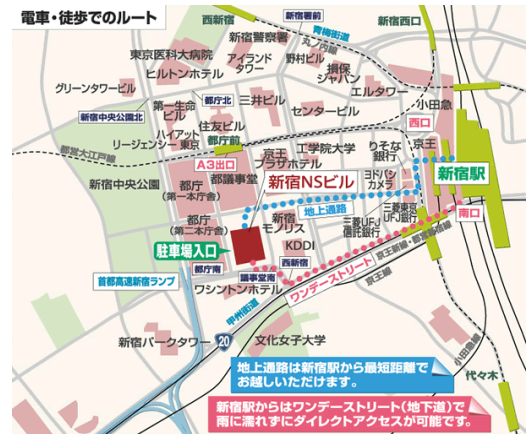 電車・徒歩でのルート
西新宿
新宿署前
新宿西口
青梅街道
丸ノ内線
新宿警察署
東京医科大病院
アイランド
タワー
野村ビル
損保
ジャパン
ヒルトンホテル
グリーンタワービル
エルタワー
都庁北
三井ビル
小田急
新宿中央公園北
第一生命
ビル
センタービル
住友ビル
ハイアット
リージェンシー 東京
都庁前
西口
都営大江戸線
A3出口
京王
プラザホテル
工学院大学
りそな
銀行
京王
新宿中央公園
都議事堂
都庁
(第一本庁舎)
新宿NSビル
ヨドバシ
カメラ
新宿駅
地上通路
南口
都庁
(第二本庁舎)
新宿
モノリス
三菱UFJ
信託銀行
三菱東京
UFJ銀行
KDDI
駐車場入口
京王新線・都営新宿線
京王線
都庁南
議事堂南
西新宿
首都高速新宿ランプ
ワシントンホテル
ワンデーストリート
甲州街道
20
新宿パークタワー
文化女子大学
小田急線
代々木
地上通路は新宿駅から最短距離で
お越しいただけます。
新宿駅からはワンデーストリート(地下道)で
雨に濡れずにダイレクトアクセスが可能です。